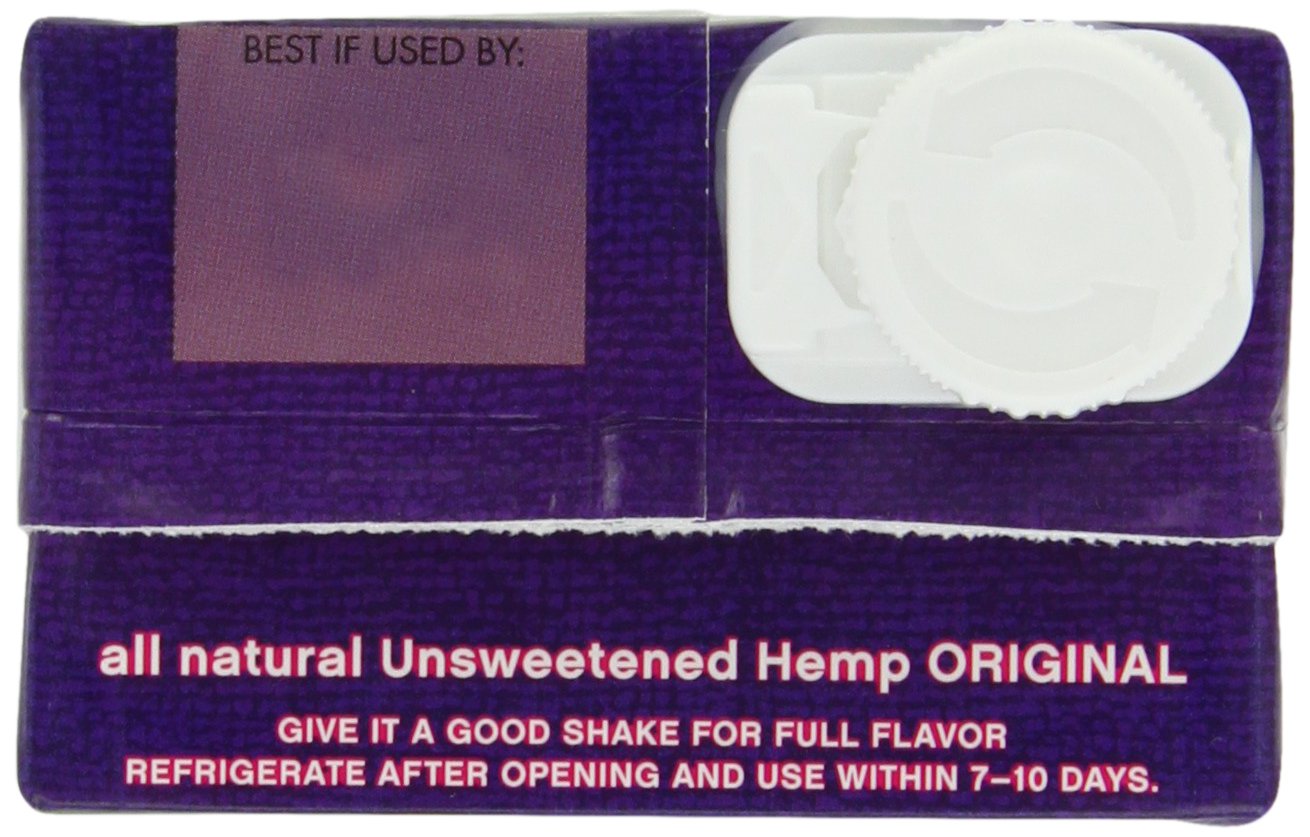 BEST IF USED BY:
all natural Unsweetened Hemp ORIGINAL
GIVE IT A GOOD SHAKE FOR FULL FLAVOR
REFRIGERATE AFTER OPENING AND USE WITHIN 7–10 DAYS.